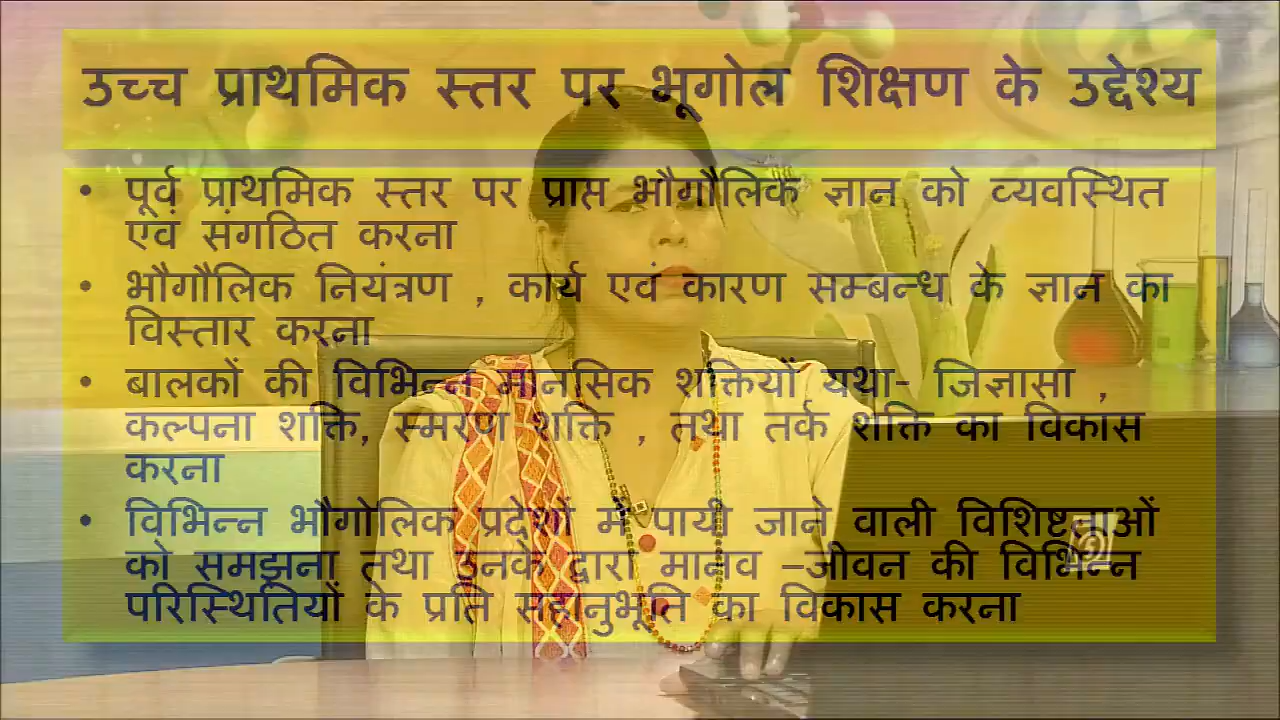 उच्च प्राथमिक स्तर पर भूगोल शिक्षण के उद्देश्य
• पूर्व प्राथमिक स्तर पर प्राप्त भौगौलिक ज्ञान को व्यवस्थित
एवं संगठित करना
• भौगौलिक नियंत्रण , कार्य एवं कारण सम्बन्ध के ज्ञान का
विस्तार करना
• बालकों की विभिन्न मानसिक शक्तियों यथा- जिज्ञासा ,
कल्पना शक्ति, स्मरण शक्ति , तथा तर्क शक्ति का विकास
करना
• विभिन्न भौगोलिक प्रदेशों में पायी जाने वाली विशिष्टताओं
को समझना तथा उनके द्वारा मानव –जीवन की विभिन्न
परिस्थितियों के प्रति सहानुभूति का विकास करना